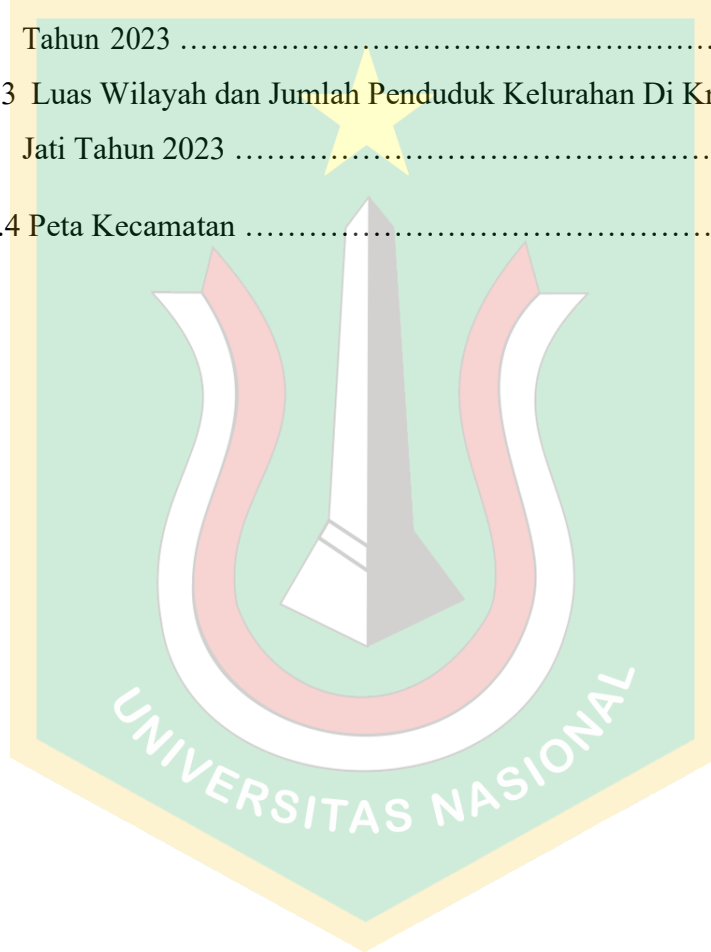 Tahun 2023 ………………………………………………
3 Luas Wilayah dan Jumlah Penduduk Kelurahan Di
Jati Tahun 2023 …………………………………………
.4 Peta Kecamatan ………………………………………
UNIVERSITAS NASIONAL